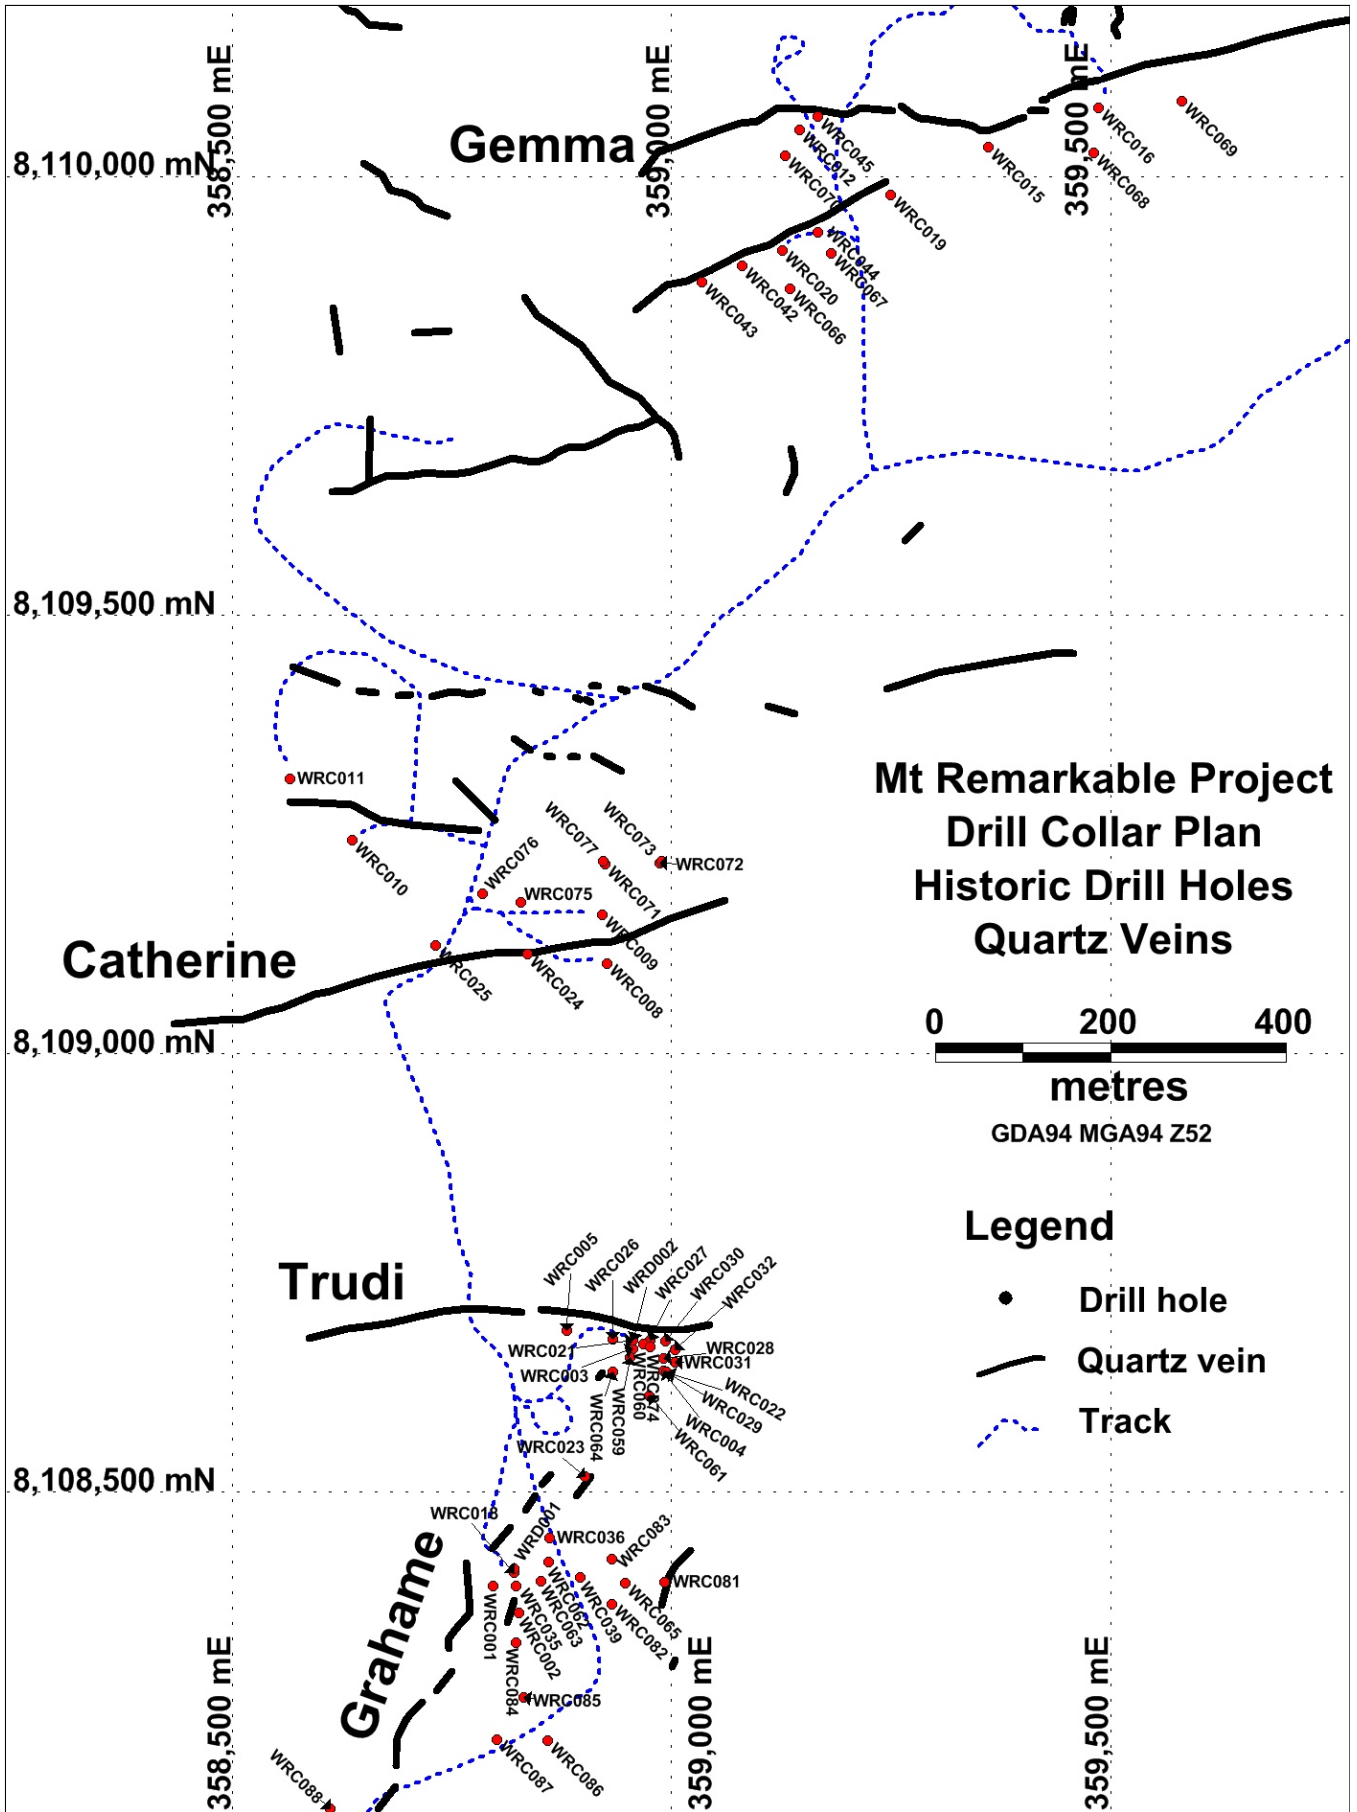 358,500 mE
359,000 mE
359,500 mE
Gemma
8,110,000 mN
WRC045
WRC012
WRC070
WRC015
WRC016
WRC068
WRC069
WRC019
WRC044
WRC067
WRC020
WRC066
WRC042
WRC043
8,109,500 mN
WRC011
WRC010
WRC076
WRC077
WRC073
WRC072
WRC075
WRC071
WRC009
WRC008
WRC024
WRC025
Catherine
8,109,000 mN
Mt Remarkable Project
Drill Collar Plan
Historic Drill Holes
Quartz Veins
0 200 400
metres
GDA94 MGA94 Z52
Legend
Drill hole
Quartz vein
Track
Trudi
WRC005
WRC026
WRD002
WRC027
WRC030
WRC032
WRC021
WRC003
WRC028
WRC031
WRC022
WRC029
WRC004
WRC061
WRC074
WRC060
WRC059
WRC064
WRC023
8,108,500 mN
WRC018
WRD001
WRC036
WRC083
WRC081
WRC062
WRC063
WRC039
WRC065
WRC082
WRC035
WRC002
WRC001
WRC084
WRC085
Grahame
WRC087
WRC086
WRC088
358,500 mE
359,000 mE
359,500 mE